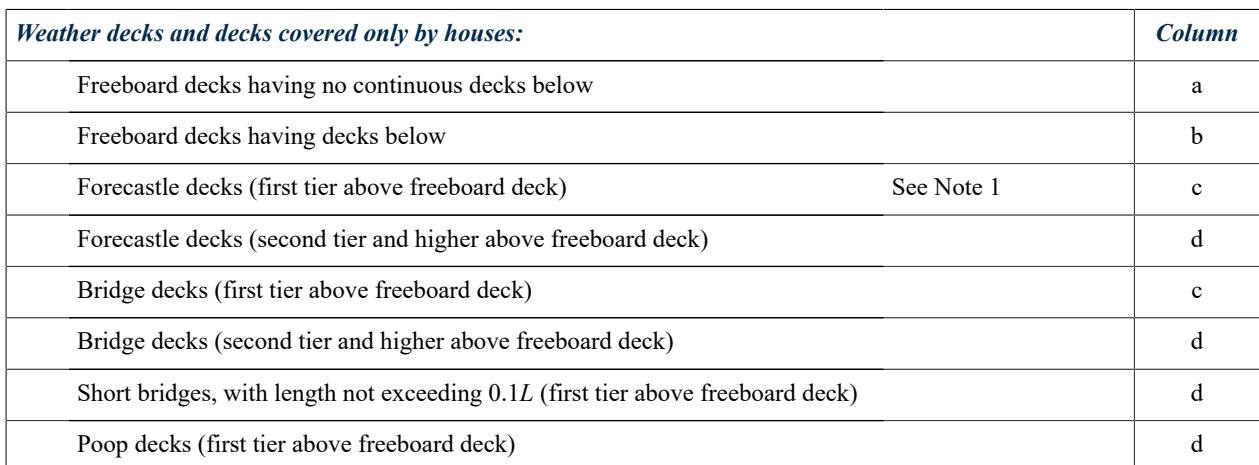 Weather decks and decks covered only by houses: Column
Freeboard decks having no continuous decks below a
Freeboard decks having decks below b
Forecastle decks (first tier above freeboard deck) See Note 1 c
Forecastle decks (second tier and higher above freeboard deck) d
Bridge decks (first tier above freeboard deck) c
Bridge decks (second tier and higher above freeboard deck) d
Short bridges, with length not exceeding 0.1L (first tier above freeboard deck) d
Poop decks (first tier above freeboard deck) d